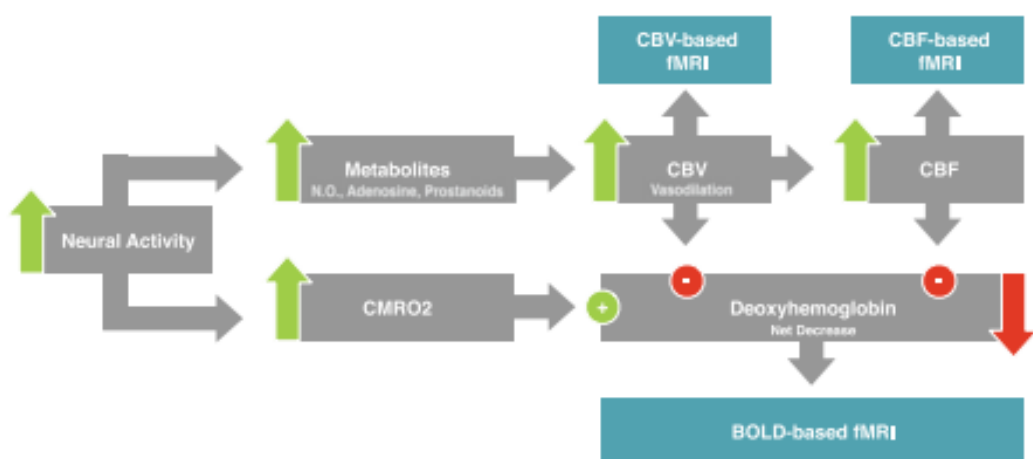 CBV-based
fMRI
CBF-based
fMRI
Metabolites
N.O., Adenosine, Prostanoids
CBV
Vasodilation
CBF
Neural Activity
CMRO2
+
-
-
Deoxyhemoglobin
Net Decrease
BOLD-based fMRI